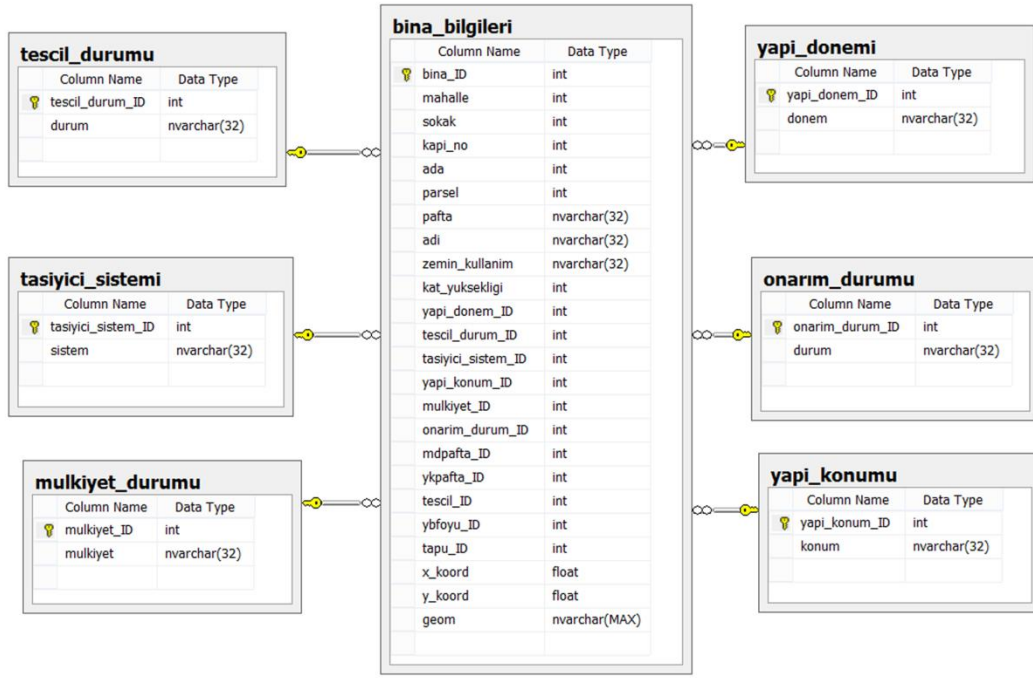 tescil_durumu
Column Name Data Type
tescil_durum_ID int
durum nvarchar(32)
tasiyici_sistemi
Column Name Data Type
tasiyici_sistem_ID int
sistem nvarchar(32)
mulkiyet_durumu
Column Name Data Type
mulkiyet_ID int
mulkiyet nvarchar(32)
bina_bilgileri
Column Name Data Type
bina_ID int
mahalle int
sokak int
kapi_no int
ada int
parsel int
pafta nvarchar(32)
adi nvarchar(32)
zemin_kullanim nvarchar(32)
kat_yuksekligi int
yapi_donem_ID int
tescil_durum_ID int
tasiyici_sistem_ID int
yapi_konum_ID int
mulkiyet_ID int
onarim_durum_ID int
mdpafta_ID int
ykpafta_ID int
tescil_ID int
ybfoyu_ID int
tapu_ID int
x_koord float
y_koord float
geom nvarchar(MAX)
yapi_donemi
Column Name Data Type
yapi_donem_ID int
donem nvarchar(32)
onarım_durumu
Column Name Data Type
onarim_durum_ID int
durum nvarchar(32)
yapi_konumu
Column Name Data Type
yapi_konum_ID int
konum nvarchar(32)